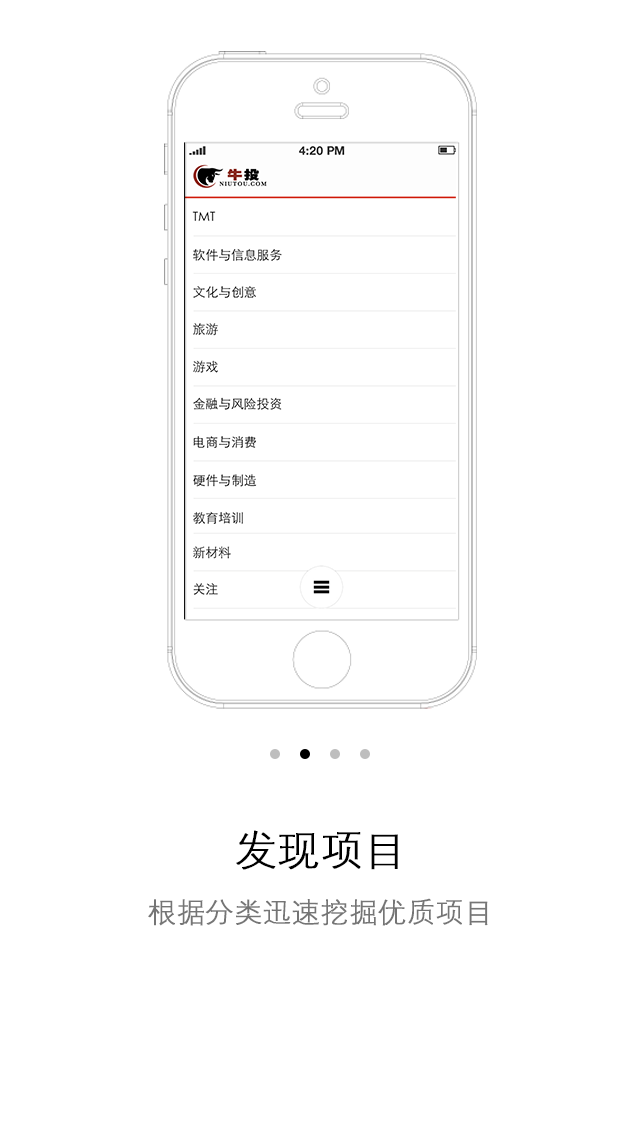 4:20 PM
牛投
NIUTOU.COM
TMT
软件与信息服务
文化与创意
旅游
游戏
金融与风险投资
电商与消费
硬件与制造
教育培训
新材料
关注
发现项目
根据分类迅速挖掘优质项目